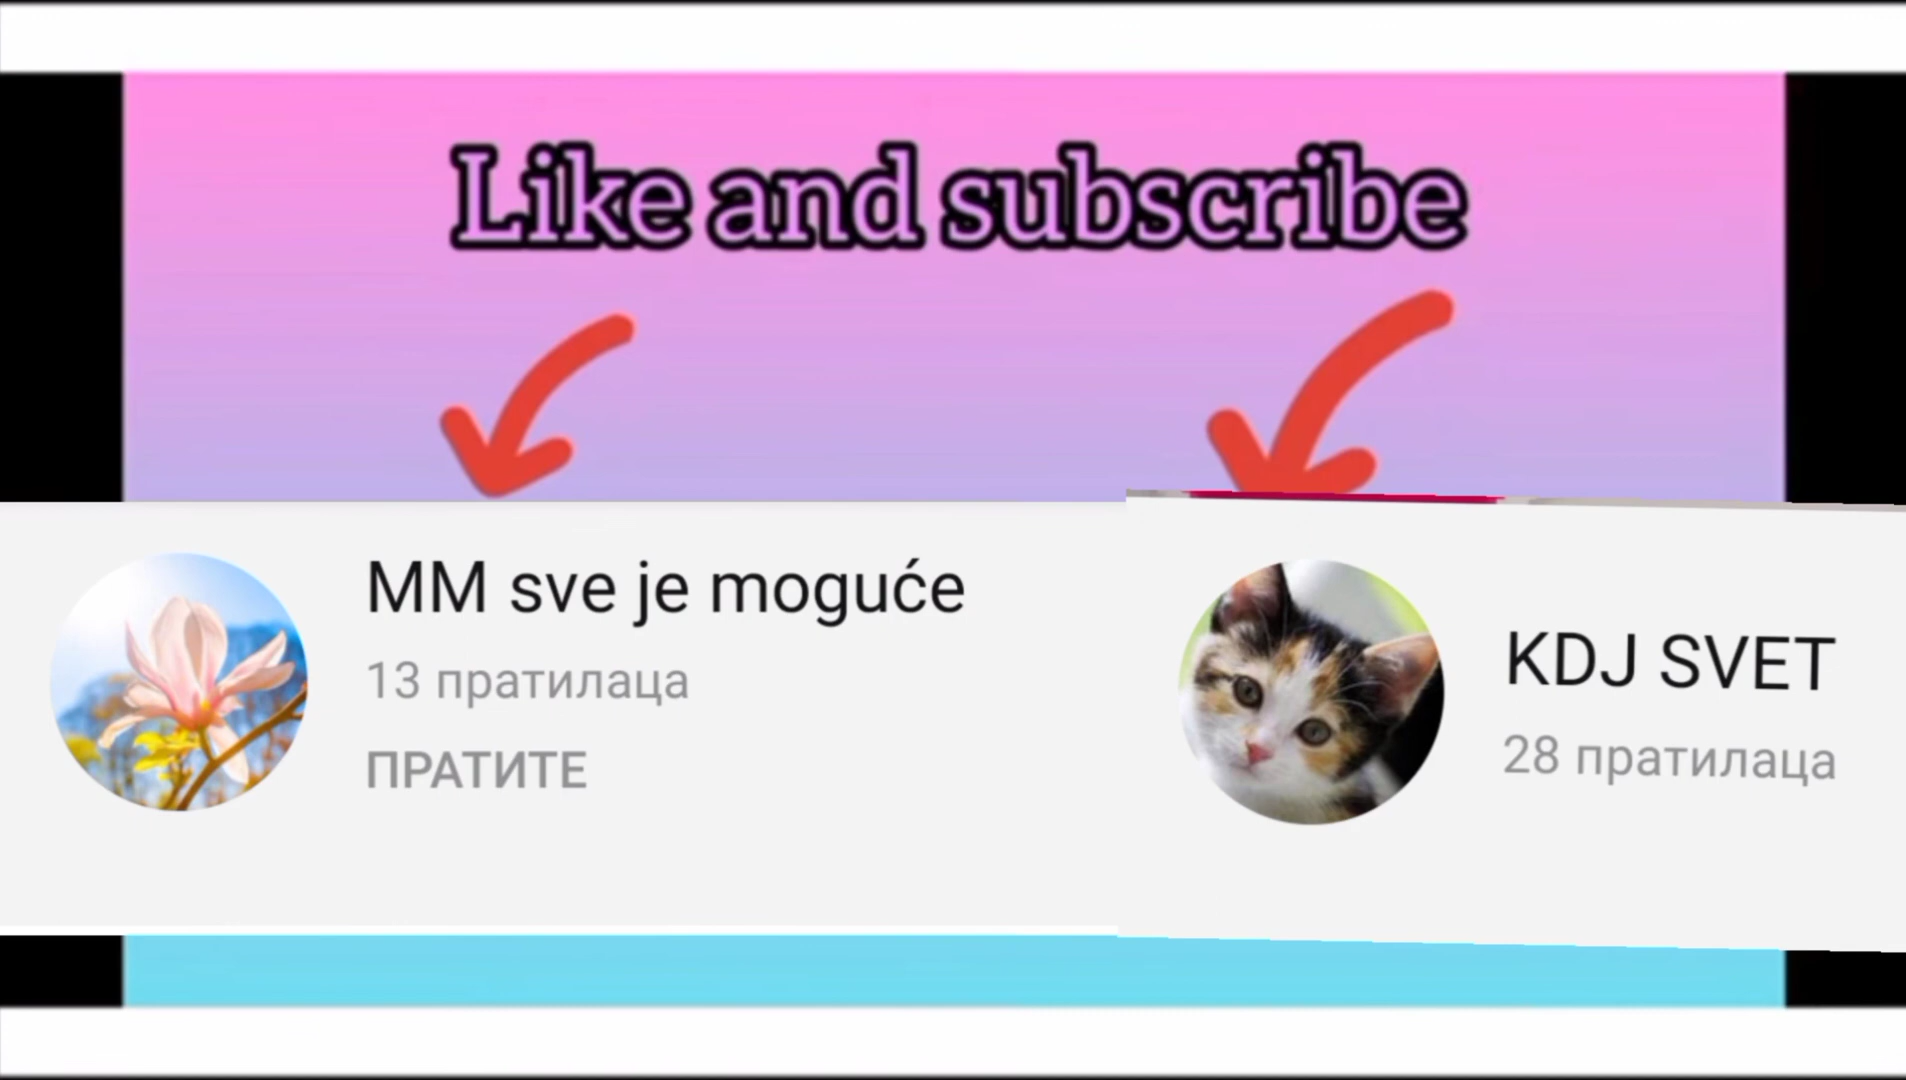 Like and subscribe
MM sve je moguće
13 пратилаца
ПРАТИТЕ
KDJ SVET
28 пратилаца